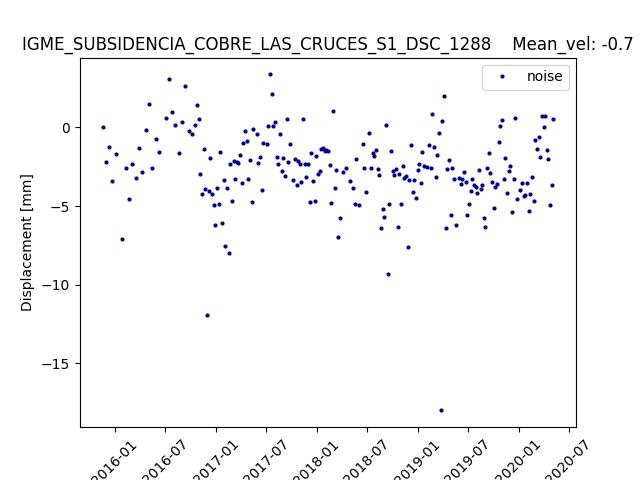 IGME_SUBSIDENCIA_COBRE_LAS_CRUCES_S1_DSC_1288 Mean_vel: -0.7
noise
0
−5
−10
−15
Displacement [mm]
2016-01 2016-07 2017-01 2017-07 2018-01 2018-07 2019-01 2019-07 2020-01 2020-07